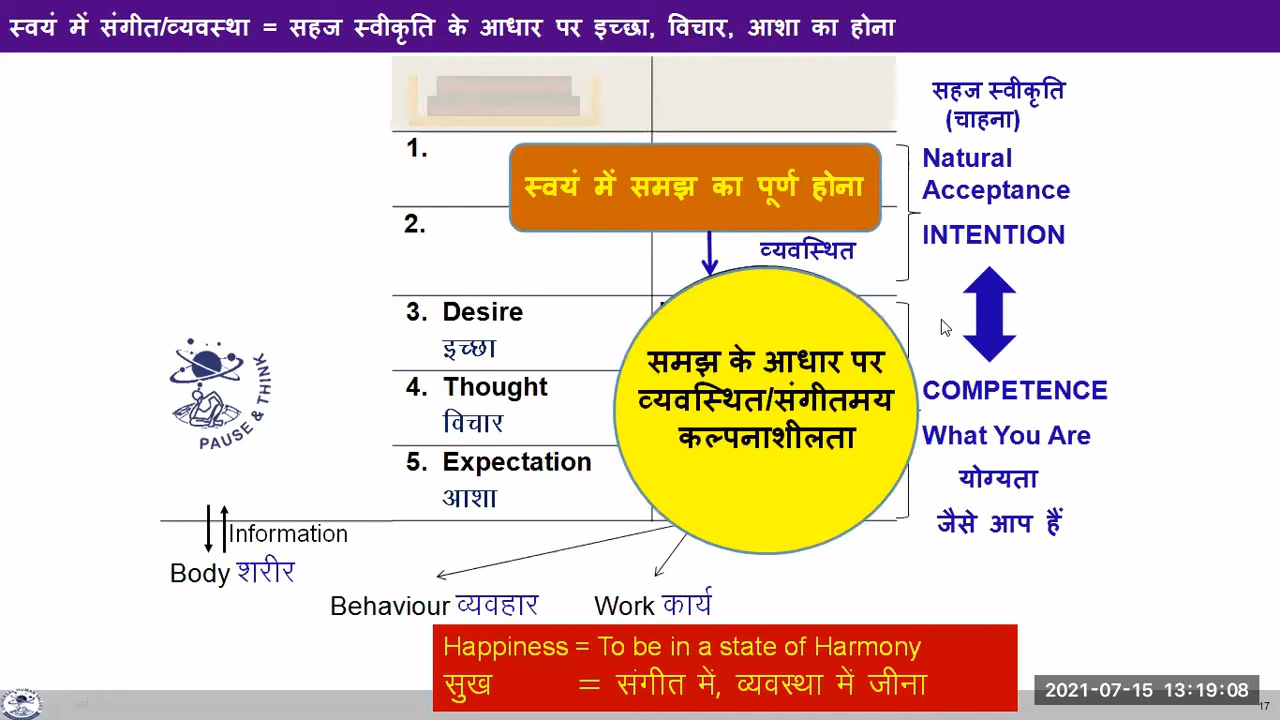 स्वयं में संगीत/व्यवस्था = सहज स्वीकृति के आधार पर इच्छा, विचार, आशा का होना
सहज स्वीकृति
(चाहना)
1.
स्वयं में समझ का पूर्ण होना
Natural
Acceptance
2.
INTENTION
व्यवस्थित
3. Desire
इच्छा
4. Thought
विचार
5. Expectation
आशा
समझ के आधार पर
व्यवस्थित/संगीतमय
कल्पनाशीलता
COMPETENCE
What You Are
योग्यता
जैसे आप हैं
PAUSE & THINK
Information
Body शरीर
Behaviour व्यवहार
Work कार्य
Happiness = To be in a state of Harmony
सुख = संगीत में, व्यवस्था में जीना
2021-07-15 13:19:08
17